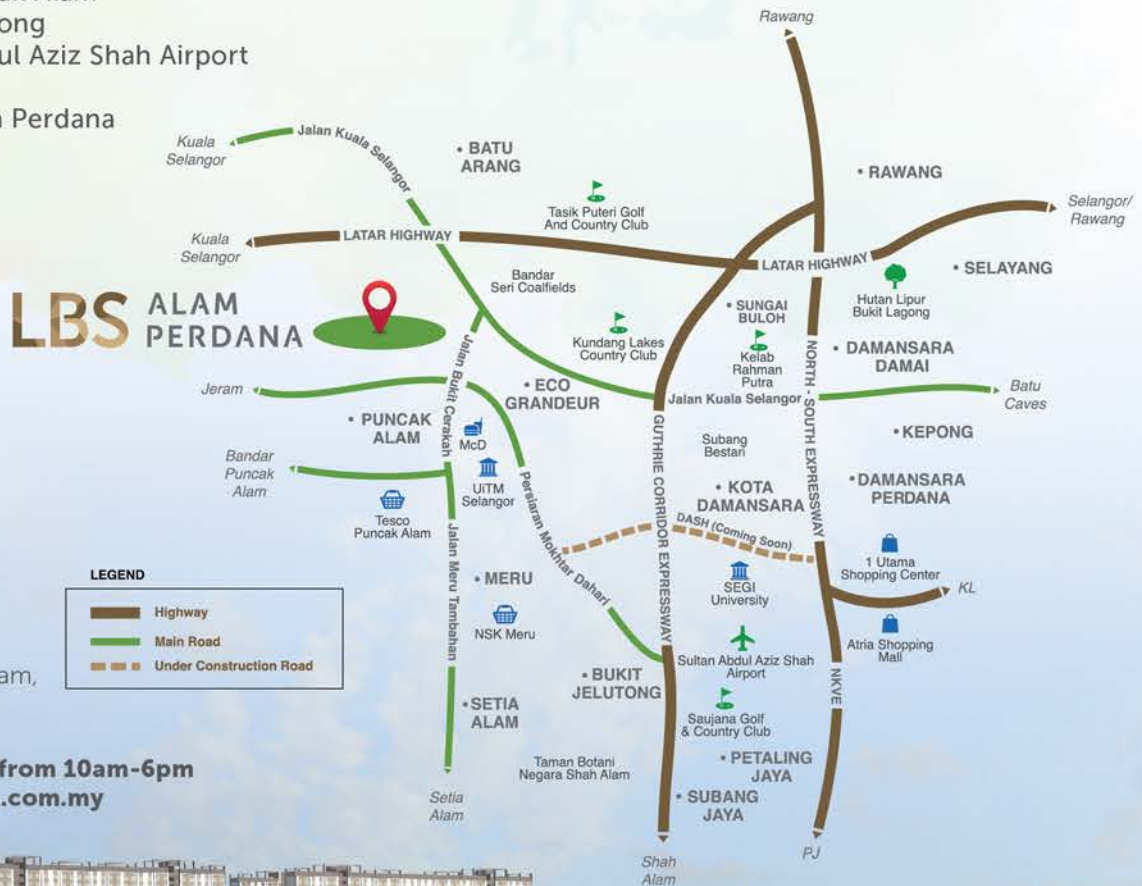 ong
ul Aziz Shah Airport
Perdana
Rawang
Kuala
Selangor
Jalan Kuala Selangor
• BATU
ARANG
• RAWANG
Tasik Puteri Golf
And Country Club
Selangor/
Rawang
Kuala
Selangor
LATAR HIGHWAY
LATAR HIGHWAY
Bandar
Seri Coalfields
• SELAYANG
Hutan Lipur
Bukit Lagong
LBS ALAM
PERDANA
• SUNGAI
BULOH
Kundang Lakes
Country Club
Kelab
Rahman
Putra
• DAMANSARA
DAMAI
Jalan Bukit Cerakah
NORTH - SOUTH EXPRESSWAY
Jeram
• ECO
GRANDEUR
Jalan Kuala Selangor
Batu
Caves
• PUNCAK
ALAM
McD
GUTHRIE CORRIDOR EXPRESSWAY
Subang
Bestari
• KEPONG
Bandar
Puncak
Alam
UiTM
Selangor
Persiaran Mokhtar Dahari
• KOTA
DAMANSARA
• DAMANSARA
PERDANA
Tesco
Puncak Alam
Jalan Meru Tambahan
DASH (Coming Soon)
1 Utama
Shopping Center
• MERU
SEGI
University
KL
NSK Meru
Atria Shopping
Mall
LEGEND
Highway
Main Road
Under Construction Road
Sultan Abdul Aziz Shah
Airport
• BUKIT
JELUTONG
NKVE
am,
• SETIA
ALAM
Saujana Golf
& Country Club
Taman Botani
Negara Shah Alam
• PETALING
JAYA
from 10am-6pm
.com.my
• SUBANG
JAYA
Setia
Alam
Shah
Alam
PJ